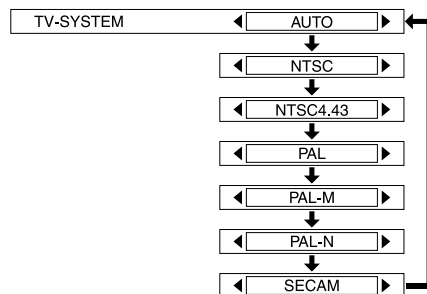 TV-SYSTEM AUTO
NTSC
NTSC4.43
PAL
PAL-M
PAL-N
SECAM